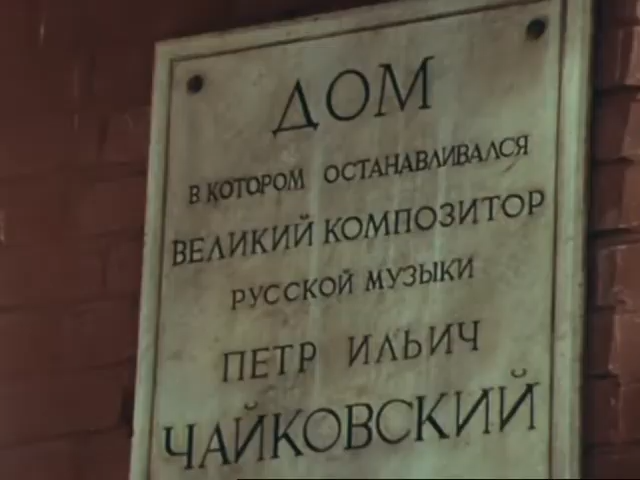 ДОМ
В КОТОРОМ ОСТАНАВЛИВАЛСЯ
ВЕЛИКИЙ КОМПОЗИТОР
РУССКОЙ МУЗЫКИ
ПЕТР ИЛЬИЧ
ЧАЙКОВСКИЙ